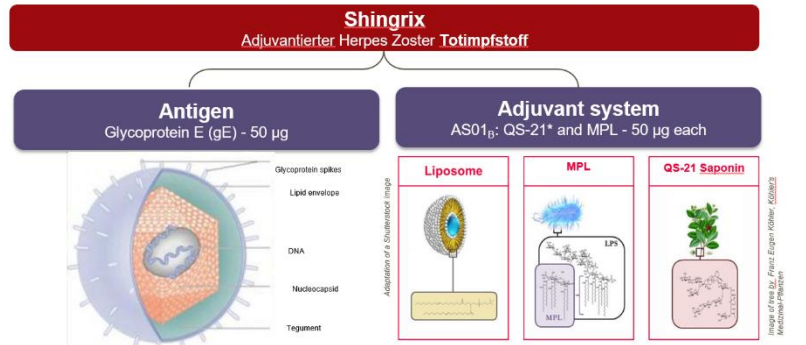 Shingrix
Adjuvantierter Herpes Zoster Totimpfstoff
Antigen
Glycoprotein E (gE) - 50 µg
Adjuvant system
AS01B: QS-21* and MPL - 50 µg each
Glycoprotein spikes
Lipid envelope
DNA
Nucleocapsid
Tegument
Adaptation of a Shutterstock image
Liposome
MPL
LPS
MPL
QS-21 Saponin
Image of tree by Franz Eugen Köhler, Köhler's
Medizinal-Pflanzen